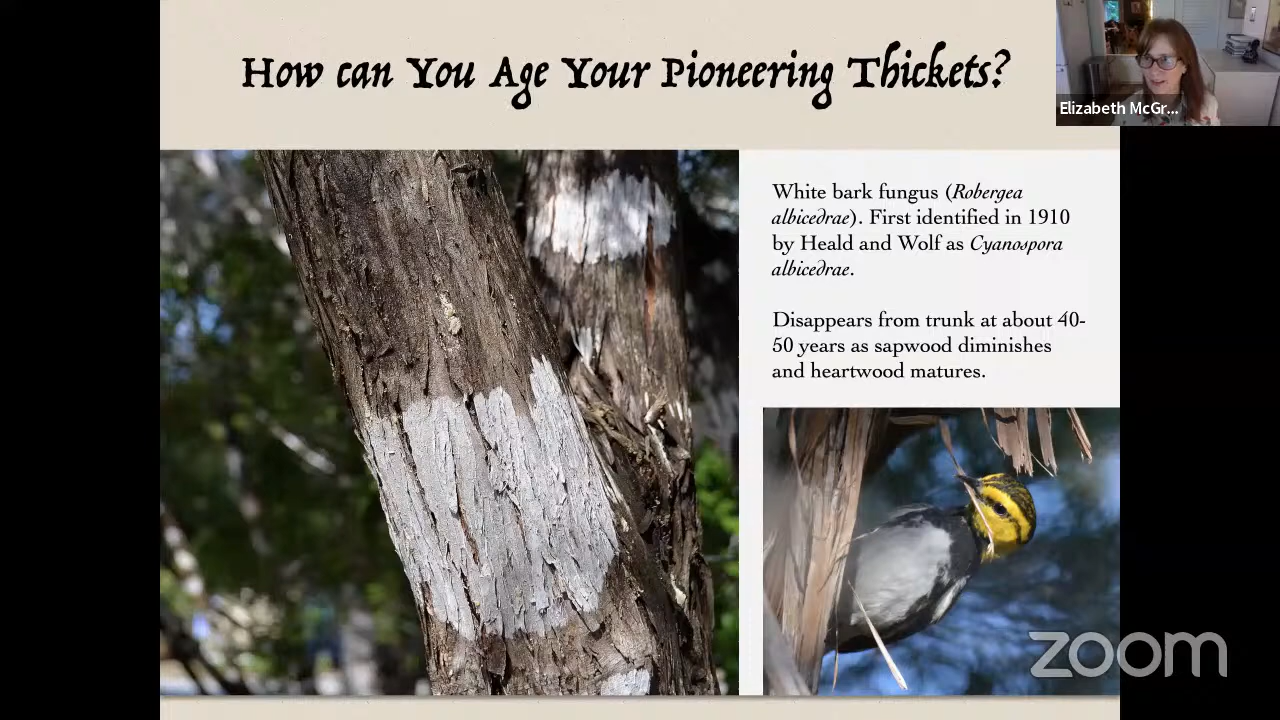 How can You Age Your Pioneering Thickets?
Elizabeth McGr...
White bark fungus (Robergea
albicedrae). First identified in 1910
by Heald and Wolf as Cyanospora
albicedrae.
Disappears from trunk at about 40-
50 years as sapwood diminishes
and heartwood matures.
zoom